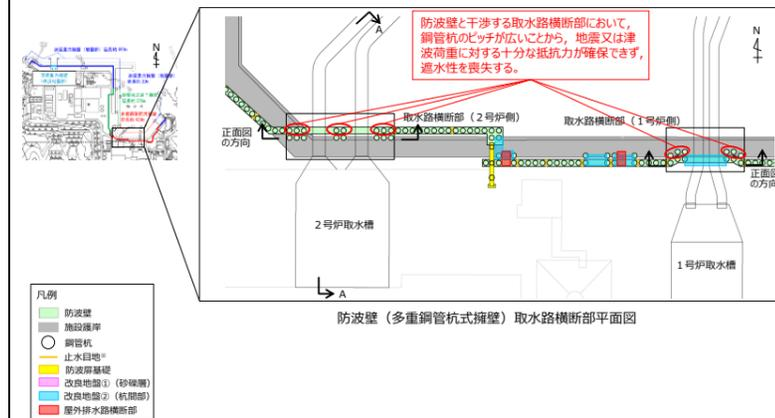 防波壁と干渉する取水路横断部において,
鋼管杭のピッチが広いことから, 地震又は津
波荷重に対する十分な抵抗力が確保できず,
遮水性を喪失する。
A
N
N
取水路横断部(2号炉側)
取水路横断部(1号炉側)
正面図
の方向
正面図
の方向
2号炉取水槽
1号炉取水槽
A
防波壁(多重鋼管杭式擁壁)取水路横断部平面図
凡例
防波壁
施設護岸
鋼管杭
止水目地※
防波扉基礎
改良地盤①(砂礫層)
改良地盤②(杭間部)
屋外排水路横断部